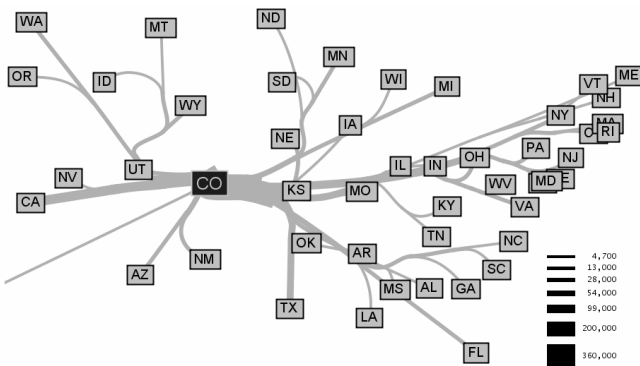 WA
MT
ND
MN
OR
ID
SD
WI
MI
VT
ME
NH
WY
IA
NY
MA
RI
NE
PA
UT
IL
IN
OH
NJ
NV
CO
KS
MO
WV
MD
CA
VA
KY
OK
TN
NC
AZ
NM
AR
SC
TX
MS
AL
GA
LA
FL
4,700
13,000
28,000
54,000
99,000
200,000
360,000